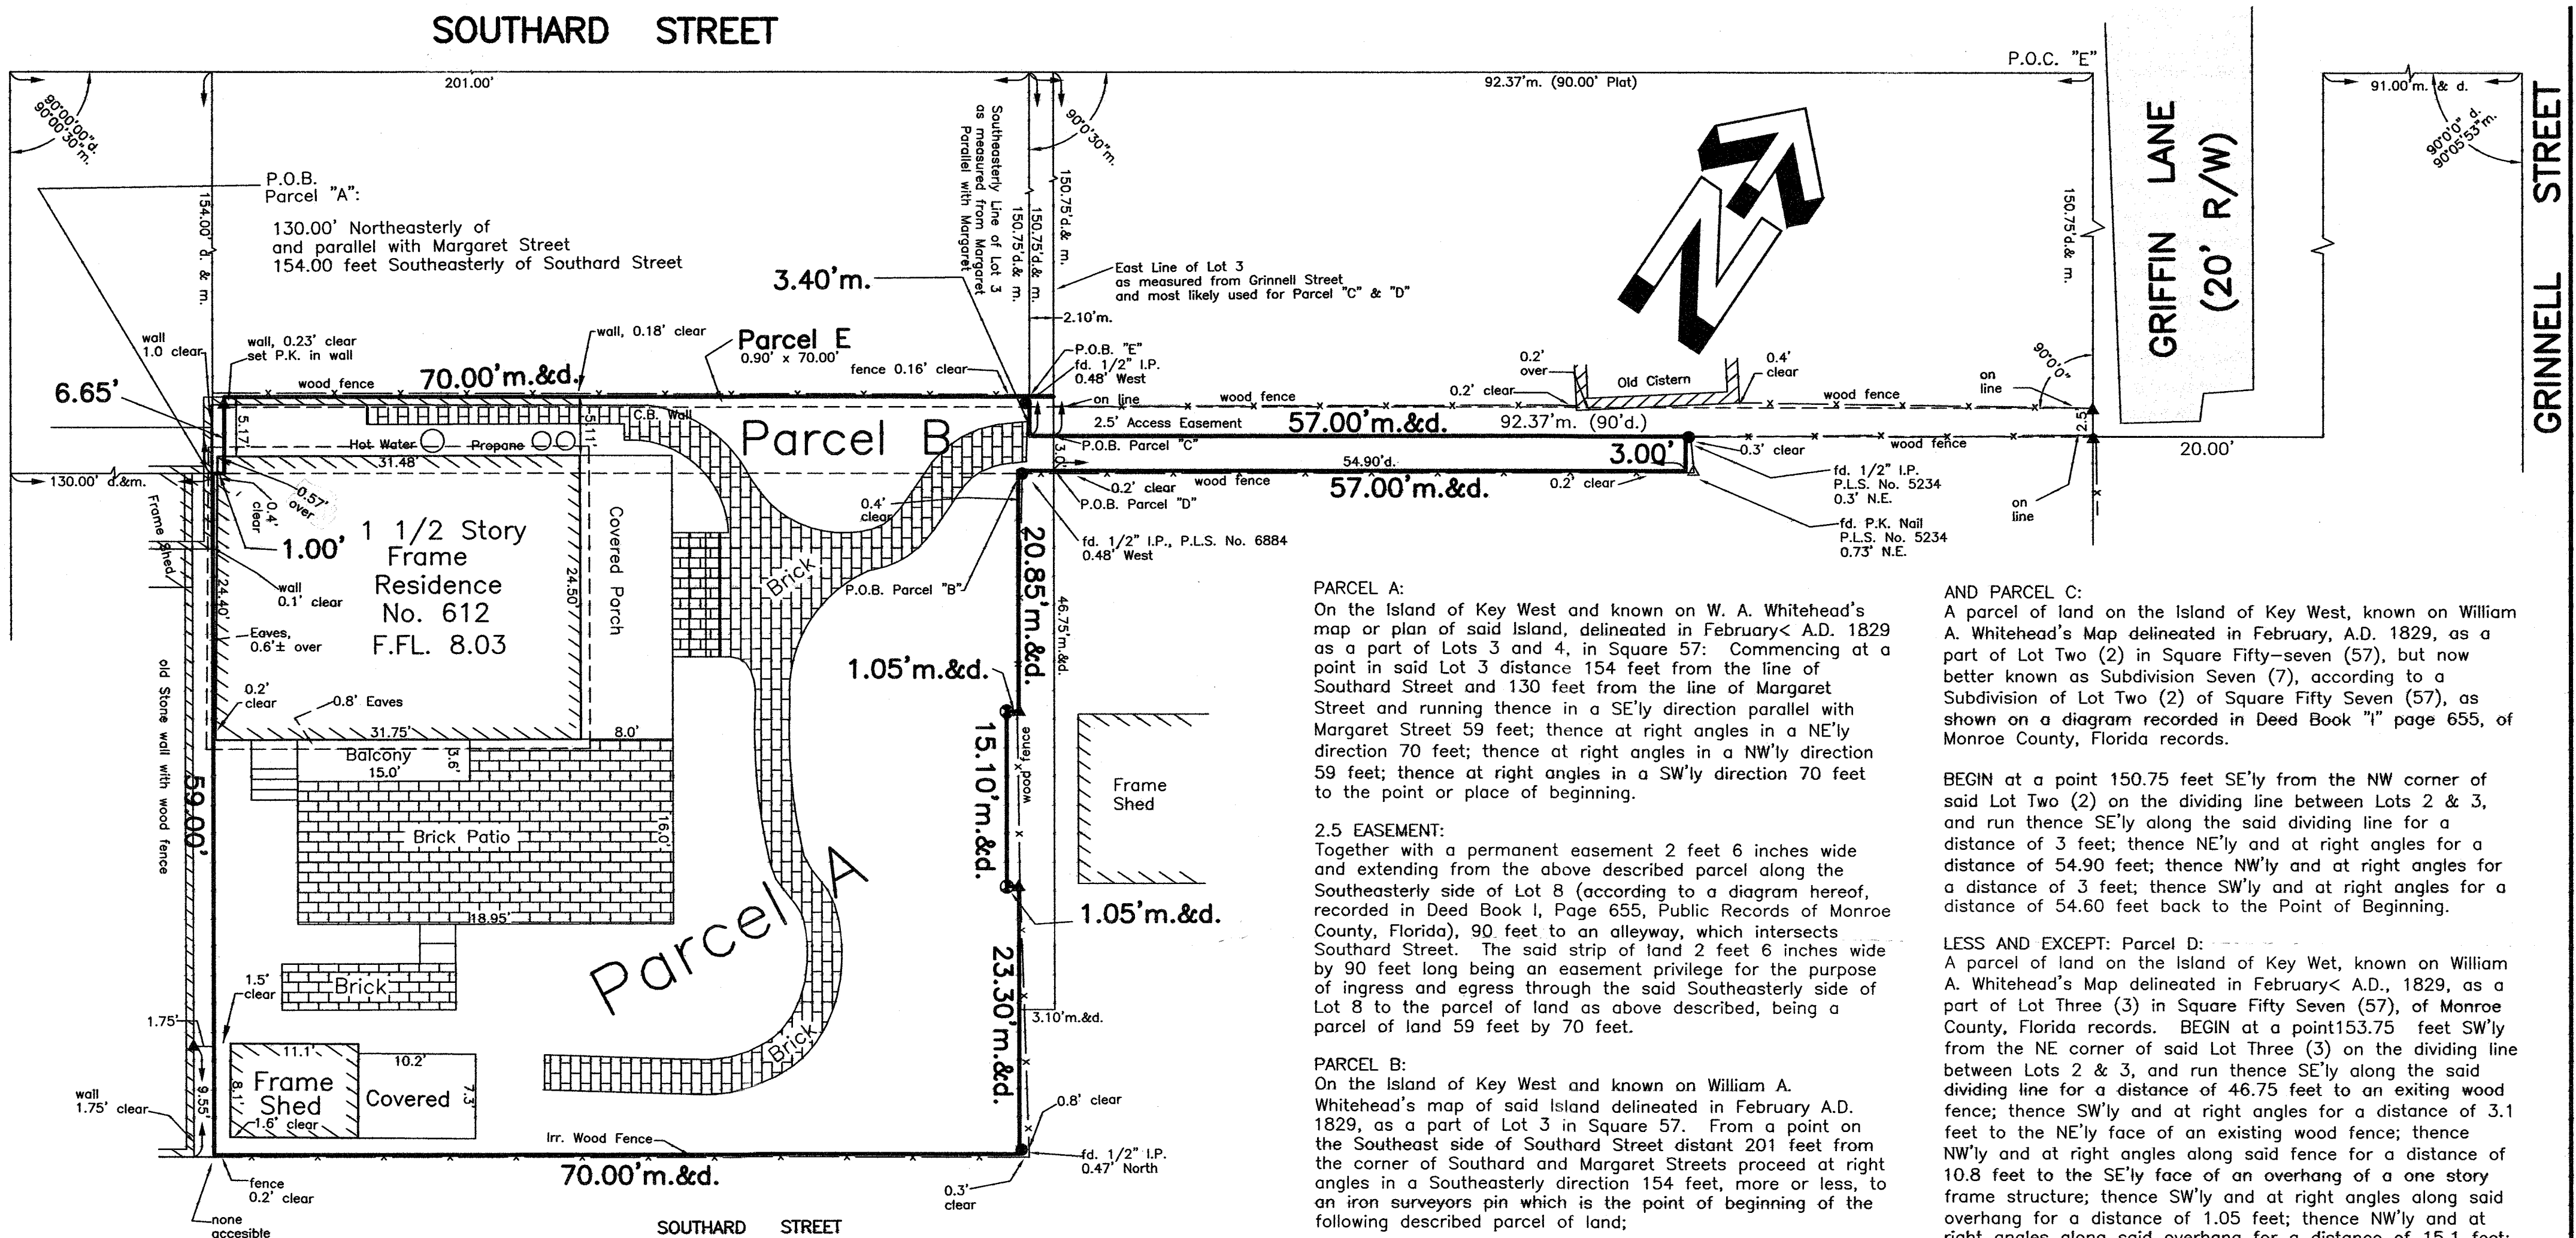 SOUTHARD STREET
201.00'
92.37'm. (90.00' Plat)
P.O.C. "E"
91.00'm. & d.
90°00'00"d.
90°00'30"m.
90°0'30"m.
90°0'0" d.
90°05'53"m.
GRIFFIN LANE
(20' R/W)
GRINNELL STREET
P.O.B.
Parcel "A":
130.00' Northeasterly of
and parallel with Margaret Street
154.00 feet Southeasterly of Southard Street
154.00' d. & m.
Southeasterly Line of Lot 3
as measured from Margaret
Parallel with Margaret
150.75'd.& m.
150.75'd.& m.
150.75'd.& m.
150.75'd.& m.
East Line of Lot 3
as measured from Grinnell Street
and most likely used for Parcel "C" & "D"
3.40'm.
2.10'm.
wall
1.0 clear
wall, 0.23' clear
set P.K. in wall
wall, 0.18' clear
Parcel E
0.90' x 70.00'
fence 0.16' clear
P.O.B. "E"
fd. 1/2" I.P.
0.48' West
on line
6.65'
wood fence
70.00'm.&d.
wood fence
0.2'
over
0.2' clear
Old Cistern
0.4'
clear
wood fence
on
line
90°0'0"
2.5'
5.17'
5.11'
C.B. Wall
Hot Water
Propane
31.48'
Parcel B
2.5' Access Easement
57.00'm.&d.
92.37'm. (90'd.)
P.O.B. Parcel "C"
wood fence
20.00'
3.0'
54.90'd.
3.00'
0.3' clear
fd. 1/2" I.P.
P.L.S. No. 5234
0.3' N.E.
0.2' clear
wood fence
57.00'm.&d.
0.2' clear
P.O.B. Parcel "D"
on
line
fd. P.K. Nail
P.L.S. No. 5234
0.73' N.E.
130.00' d.&m.
Frame Shed
0.57'
over
0.4'
clear
1.00'
0.4'
clear
fd. 1/2" I.P., P.L.S. No. 6884
0.48' West
P.O.B. Parcel "B"
1 1/2 Story
Frame
Residence
No. 612
F.FL. 8.03
24.40'
24.50'
Covered Porch
Brick
wall
0.1' clear
Eaves,
0.6'± over
0.2'
clear
0.8' Eaves
31.75'
8.0'
20.85'm.&d.
46.75'm.&d.
1.05'm.&d.
15.10'm.&d.
wood fence
Frame
Shed
1.05'm.&d.
23.30'm.&d.
3.10'm.&d.
old Stone wall with wood fence
59.00'
Balcony
15.0'
3.6'
Brick Patio
16.0'
18.95'
Parcel A
Brick
1.5'
clear
1.75'
11.1'
10.2'
Frame
Shed
8.1'
1.6' clear
Covered
7.3'
Brick
wall
1.75' clear
9.55'
0.8' clear
Irr. Wood Fence
70.00'm.&d.
fd. 1/2" I.P.
0.47' North
0.3'
clear
fence
0.2' clear
none
accesible
SOUTHARD STREET
PARCEL A:
On the Island of Key West and known on W. A. Whitehead's
map or plan of said Island, delineated in February< A.D. 1829
as a part of Lots 3 and 4, in Square 57: Commencing at a
point in said Lot 3 distance 154 feet from the line of
Southard Street and 130 feet from the line of Margaret
Street and running thence in a SE'ly direction parallel with
Margaret Street 59 feet; thence at right angles in a NE'ly
direction 70 feet; thence at right angles in a NW'ly direction
59 feet; thence at right angles in a SW'ly direction 70 feet
to the point or place of beginning.
2.5 EASEMENT:
Together with a permanent easement 2 feet 6 inches wide
and extending from the above described parcel along the
Southeasterly side of Lot 8 (according to a diagram hereof,
recorded in Deed Book I, Page 655, Public Records of Monroe
County, Florida), 90 feet to an alleyway, which intersects
Southard Street. The said strip of land 2 feet 6 inches wide
by 90 feet long being an easement privilege for the purpose
of ingress and egress through the said Southeasterly side of
Lot 8 to the parcel of land as above described, being a
parcel of land 59 feet by 70 feet.
PARCEL B:
On the Island of Key West and known on William A.
Whitehead's map of said Island delineated in February A.D.
1829, as a part of Lot 3 in Square 57. From a point on
the Southeast side of Southard Street distant 201 feet from
the corner of Southard and Margaret Streets proceed at right
angles in a Southeasterly direction 154 feet, more or less, to
an iron surveyors pin which is the point of beginning of the
following described parcel of land;
AND PARCEL C:
A parcel of land on the Island of Key West, known on William
A. Whitehead's Map delineated in February, A.D. 1829, as a
part of Lot Two (2) in Square Fifty-seven (57), but now
better known as Subdivision Seven (7), according to a
Subdivision of Lot Two (2) of Square Fifty Seven (57), as
shown on a diagram recorded in Deed Book "I" page 655, of
Monroe County, Florida records.
BEGIN at a point 150.75 feet SE'ly from the NW corner of
said Lot Two (2) on the dividing line between Lots 2 & 3,
and run thence SE'ly along the said dividing line for a
distance of 3 feet; thence NE'ly and at right angles for a
distance of 54.90 feet; thence NW'ly and at right angles for
a distance of 3 feet; thence SW'ly and at right angles for a
distance of 54.60 feet back to the Point of Beginning.
LESS AND EXCEPT: Parcel D:
A parcel of land on the Island of Key Wet, known on William
A. Whitehead's Map delineated in February< A.D., 1829, as a
part of Lot Three (3) in Square Fifty Seven (57), of Monroe
County, Florida records. BEGIN at a point153.75 feet SW'ly
from the NE corner of said Lot Three (3) on the dividing line
between Lots 2 & 3, and run thence SE'ly along the said
dividing line for a distance of 46.75 feet to an exiting wood
fence; thence SW'ly and at right angles for a distance of 3.1
feet to the NE'ly face of an existing wood fence; thence
NW'ly and at right angles along said fence for a distance of
10.8 feet to the SE'ly face of an overhang of a one story
frame structure; thence SW'ly and at right angles along said
overhang for a distance of 1.05 feet; thence NW'ly and at
right angles along said overhang for a distance of 15.1 feet;